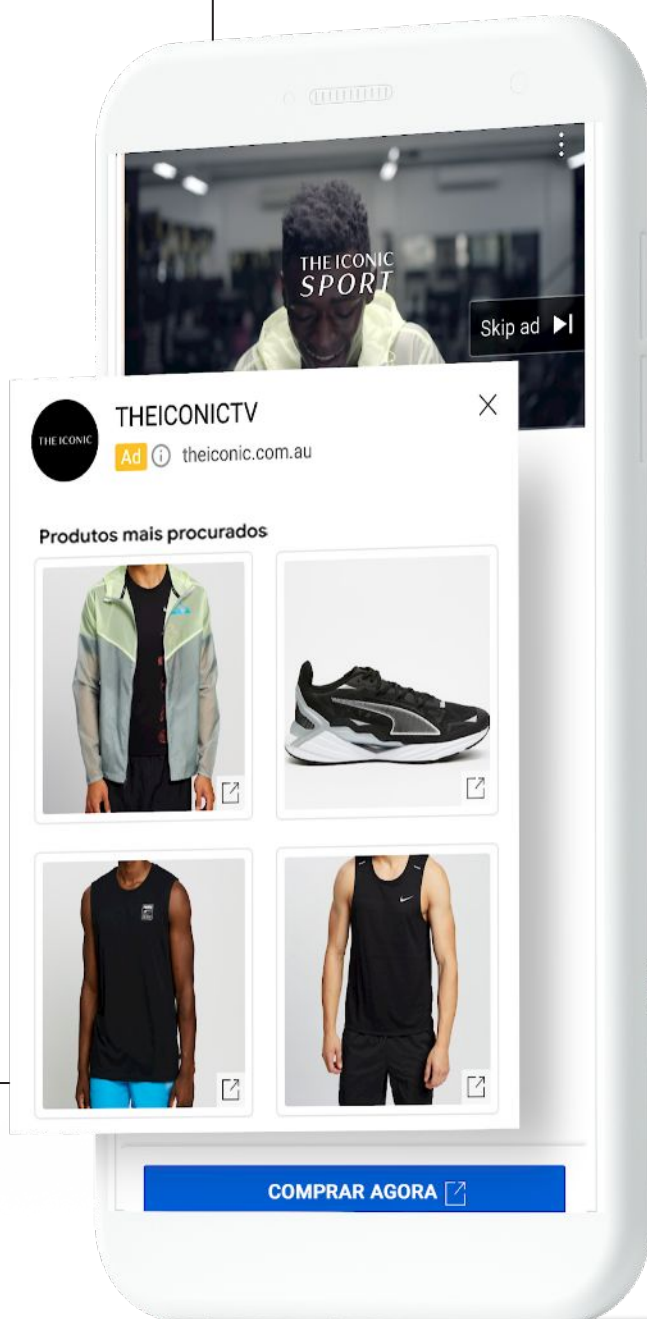 THE ICONIC
SPORT
Skip ad
THE ICONIC
THEICONICTV
Ad
theiconic.com.au
Produtos mais procurados
COMPRAR AGORA